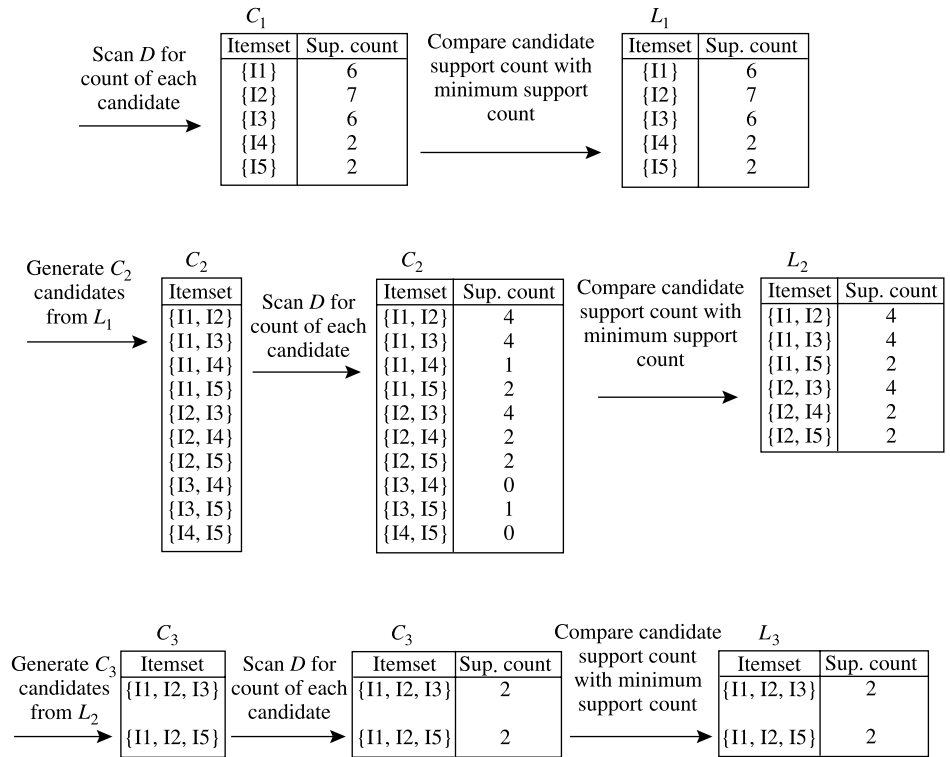 C1
L1
Scan D for
count of each
candidate
Itemset Sup. count
{I1} 6
{I2} 7
{I3} 6
{I4} 2
{I5} 2
Compare candidate
support count with
minimum support
count
Itemset Sup. count
{I1} 6
{I2} 7
{I3} 6
{I4} 2
{I5} 2
Generate C2
candidates
from L1
C2
Itemset
{I1, I2}
{I1, I3}
{I1, I4}
{I1, I5}
{I2, I3}
{I2, I4}
{I2, I5}
{I3, I4}
{I3, I5}
{I4, I5}
Scan D for
count of each
candidate
C2
Itemset Sup. count
{I1, I2} 4
{I1, I3} 4
{I1, I4} 1
{I1, I5} 2
{I2, I3} 4
{I2, I4} 2
{I2, I5} 2
{I3, I4} 0
{I3, I5} 1
{I4, I5} 0
Compare candidate
support count with
minimum support
count
L2
Itemset Sup. count
{I1, I2} 4
{I1, I3} 4
{I1, I5} 2
{I2, I3} 4
{I2, I4} 2
{I2, I5} 2
Generate C3
candidates
from L2
C3
Itemset
{I1, I2, I3}
{I1, I2, I5}
Scan D for
count of each
candidate
C3
Itemset Sup. count
{I1, I2, I3} 2
{I1, I2, I5} 2
Compare candidate
support count
with minimum
support count
L3
Itemset Sup. count
{I1, I2, I3} 2
{I1, I2, I5} 2